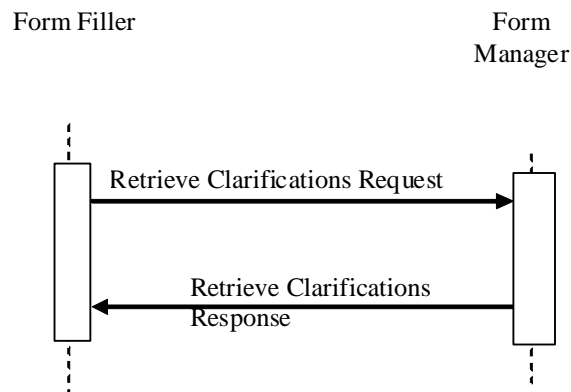 Form Filler
Form
Manager
Retrieve Clarifications Request
Retrieve Clarifications
Response